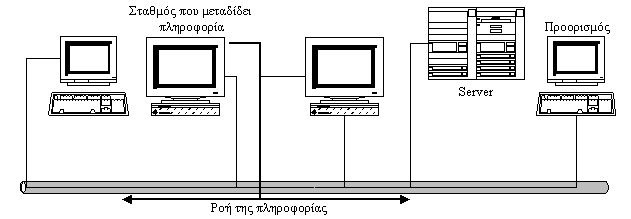 Σταθμός που μεταδίδει
πληροφορία
Προορισμός
Server
Ροή της πληροφορίας